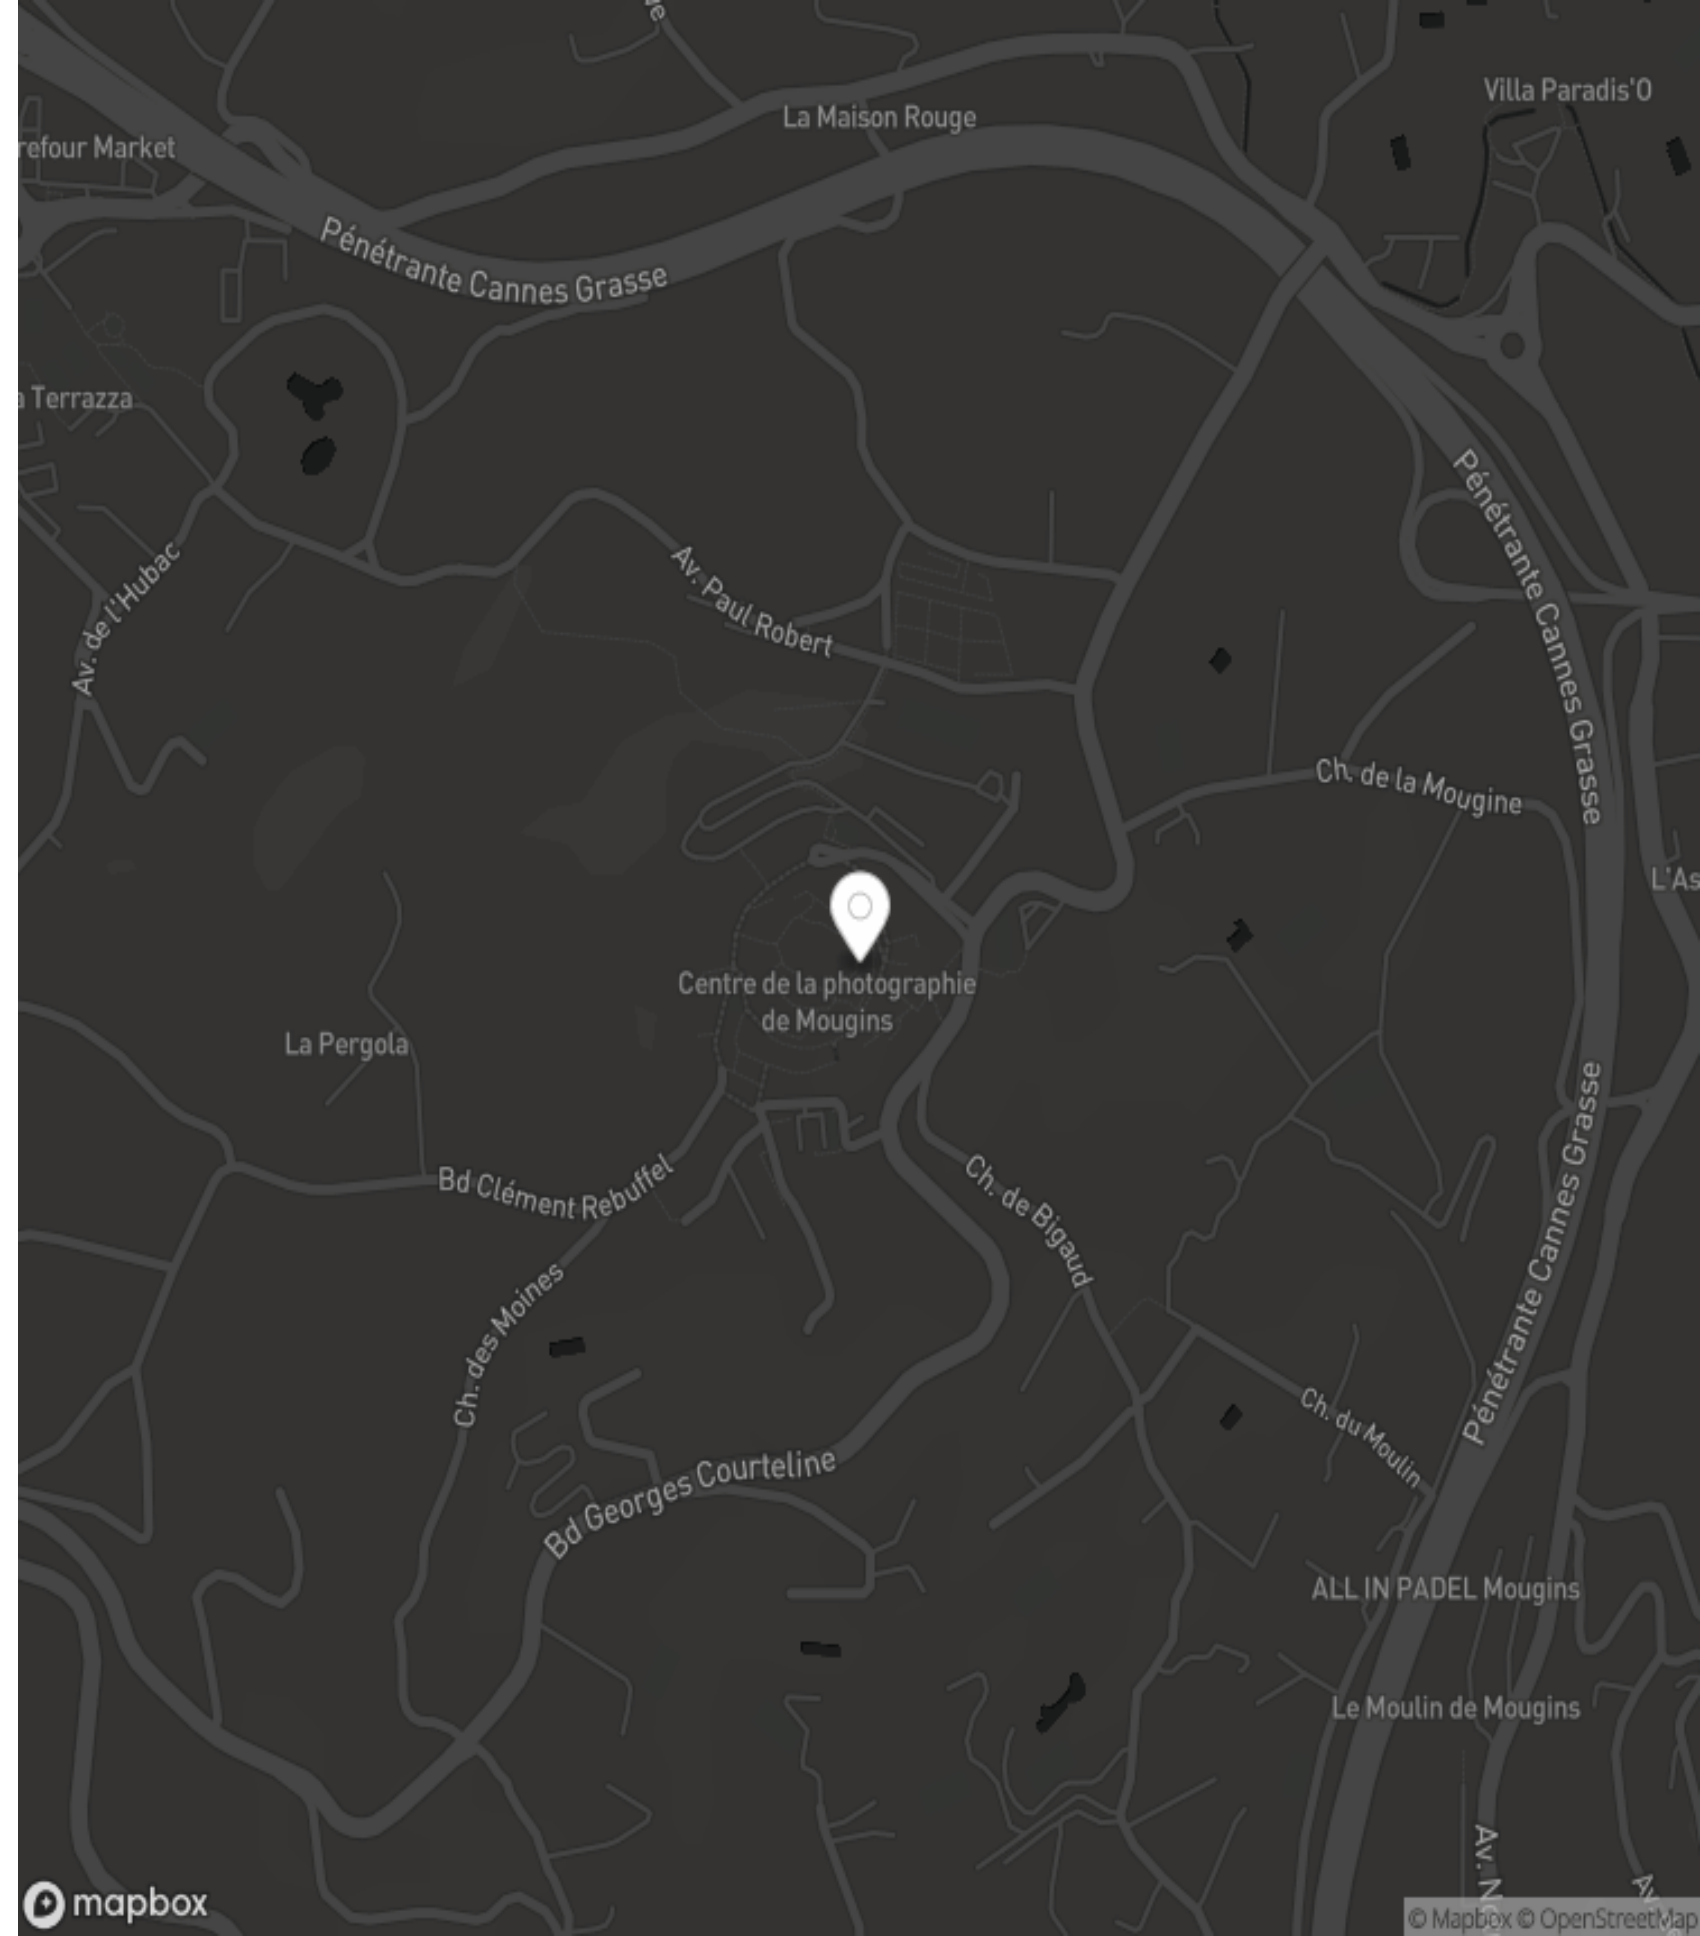 Villa Paradis'O
La Maison Rouge
refour Market
Pénétrante Cannes Grasse
a Terrazza
Pénétrante Cannes Grasse
Av. de l'Hubac
Av. Paul Robert
Ch. de la Mougine
L'As
Centre de la photographie
de Mougins
La Pergola
Pénétrante Cannes Grasse
Bd Clément Rebuffel
Ch. de Bigaud
Ch. des Moines
Ch. du Moulin
Bd Georges Courteline
ALL IN PADEL Mougins
Le Moulin de Mougins
Av. N
Av.
mapbox
© Mapbox © OpenStreetMap